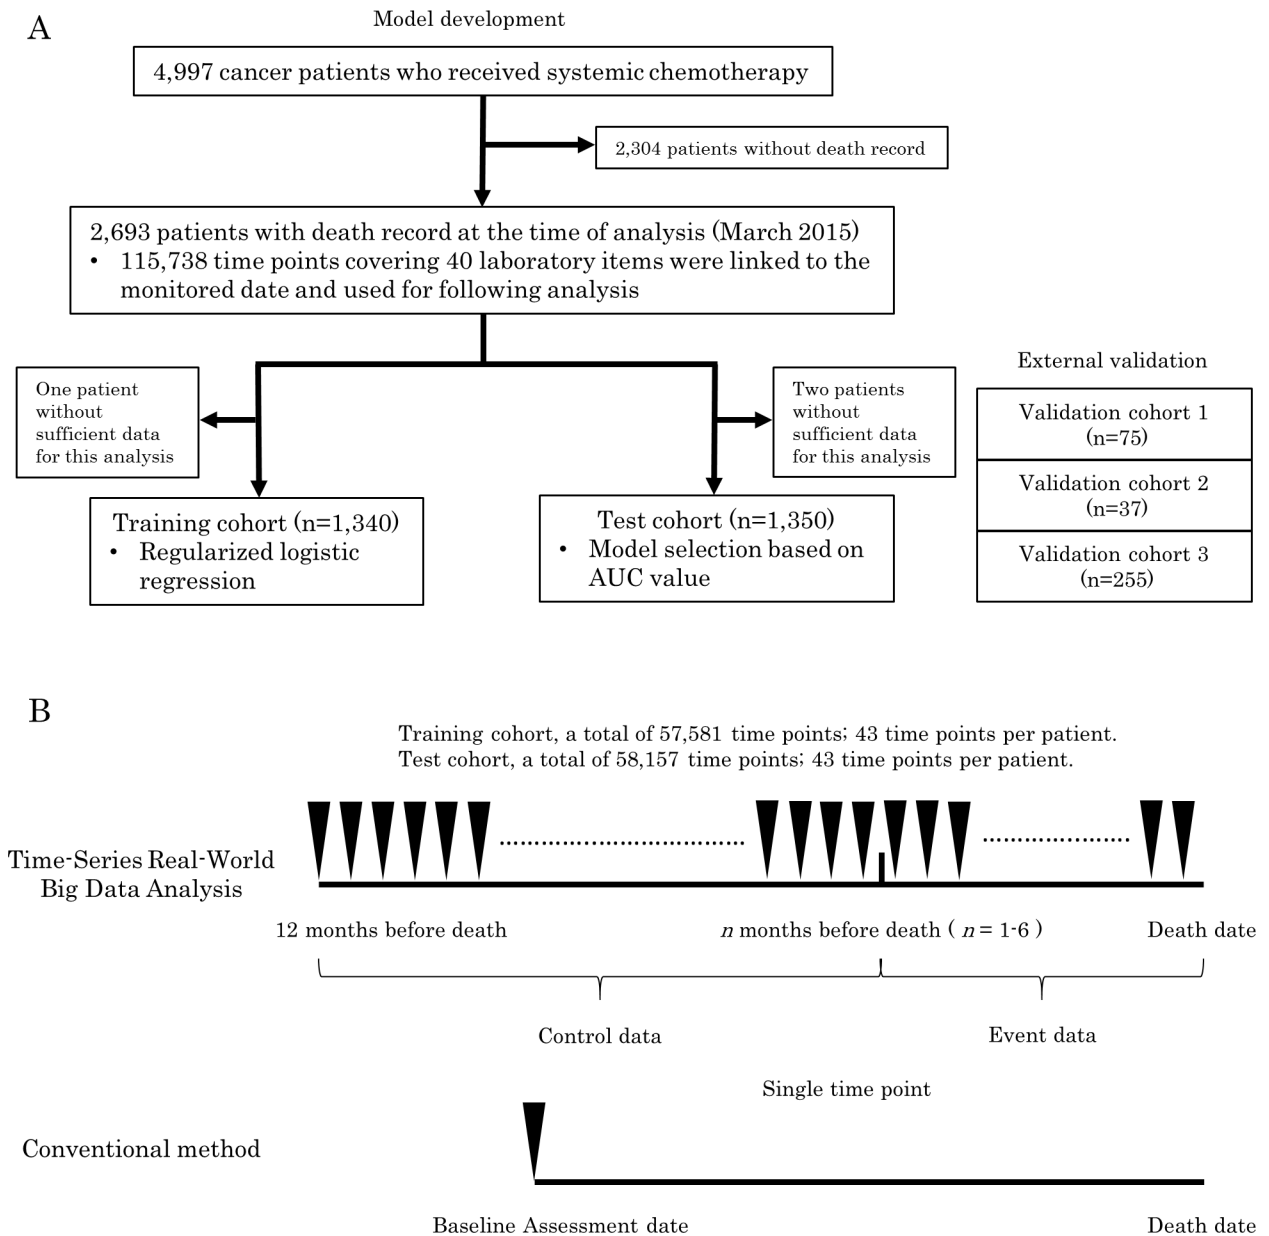 A
Model development
4,997 cancer patients who received systemic chemotherapy
2,304 patients without death record
2,693 patients with death record at the time of analysis (March 2015)
• 115,738 time points covering 40 laboratory items were linked to the
monitored date and used for following analysis
One patient
without
sufficient data
for this analysis
Two patients
without
sufficient data
for this analysis
Training cohort (n=1,340)
• Regularized logistic
regression
Test cohort (n=1,350)
• Model selection based on
AUC value
External validation
Validation cohort 1
(n=75)
Validation cohort 2
(n=37)
Validation cohort 3
(n=255)
B
Training cohort, a total of 57,581 time points; 43 time points per patient.
Test cohort, a total of 58,157 time points; 43 time points per patient.
Time-Series Real-World
Big Data Analysis
12 months before death
n months before death ( n = 1-6 )
Death date
Control data
Event data
Single time point
Conventional method
Baseline Assessment date
Death date